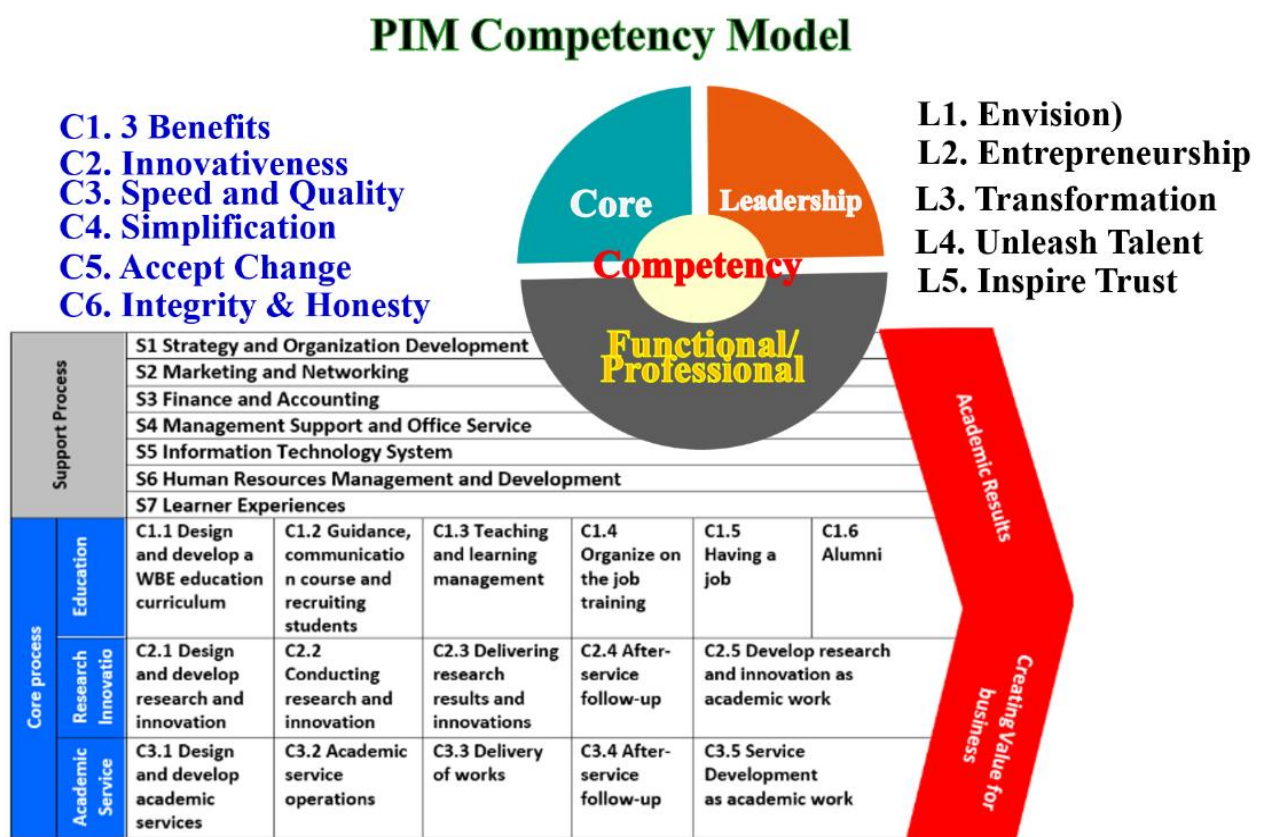 PIM Competency Model
C1. 3 Benefits
C2. Innovativeness
C3. Speed and Quality
C4. Simplification
C5. Accept Change
C6. Integrity & Honesty
Core
Leadership
Competency
Functional/
Professional
L1. Envision)
L2. Entrepreneurship
L3. Transformation
L4. Unleash Talent
L5. Inspire Trust
Support Process
S1 Strategy and Organization Development
S2 Marketing and Networking
S3 Finance and Accounting
S4 Management Support and Office Service
S5 Information Technology System
S6 Human Resources Management and Development
S7 Learner Experiences
Core process
Education
C1.1 Design
and develop a
WBE education
curriculum
C1.2 Guidance,
communicatio
n course and
recruiting
students
C1.3 Teaching
and learning
management
C1.4
Organize on
the job
training
C1.5
Having a
job
C1.6
Alumni
Research
Innovatio
C2.1 Design
and develop
research and
innovation
C2.2
Conducting
research and
innovation
C2.3 Delivering
research
results and
innovations
C2.4 After-
service
follow-up
C2.5 Develop research
and innovation as
academic work
Academic
Service
C3.1 Design
and develop
academic
services
C3.2 Academic
service
operations
C3.3 Delivery
of works
C3.4 After-
service
follow-up
C3.5 Service
Development
as academic work
Academic Results
Creating Value for
business